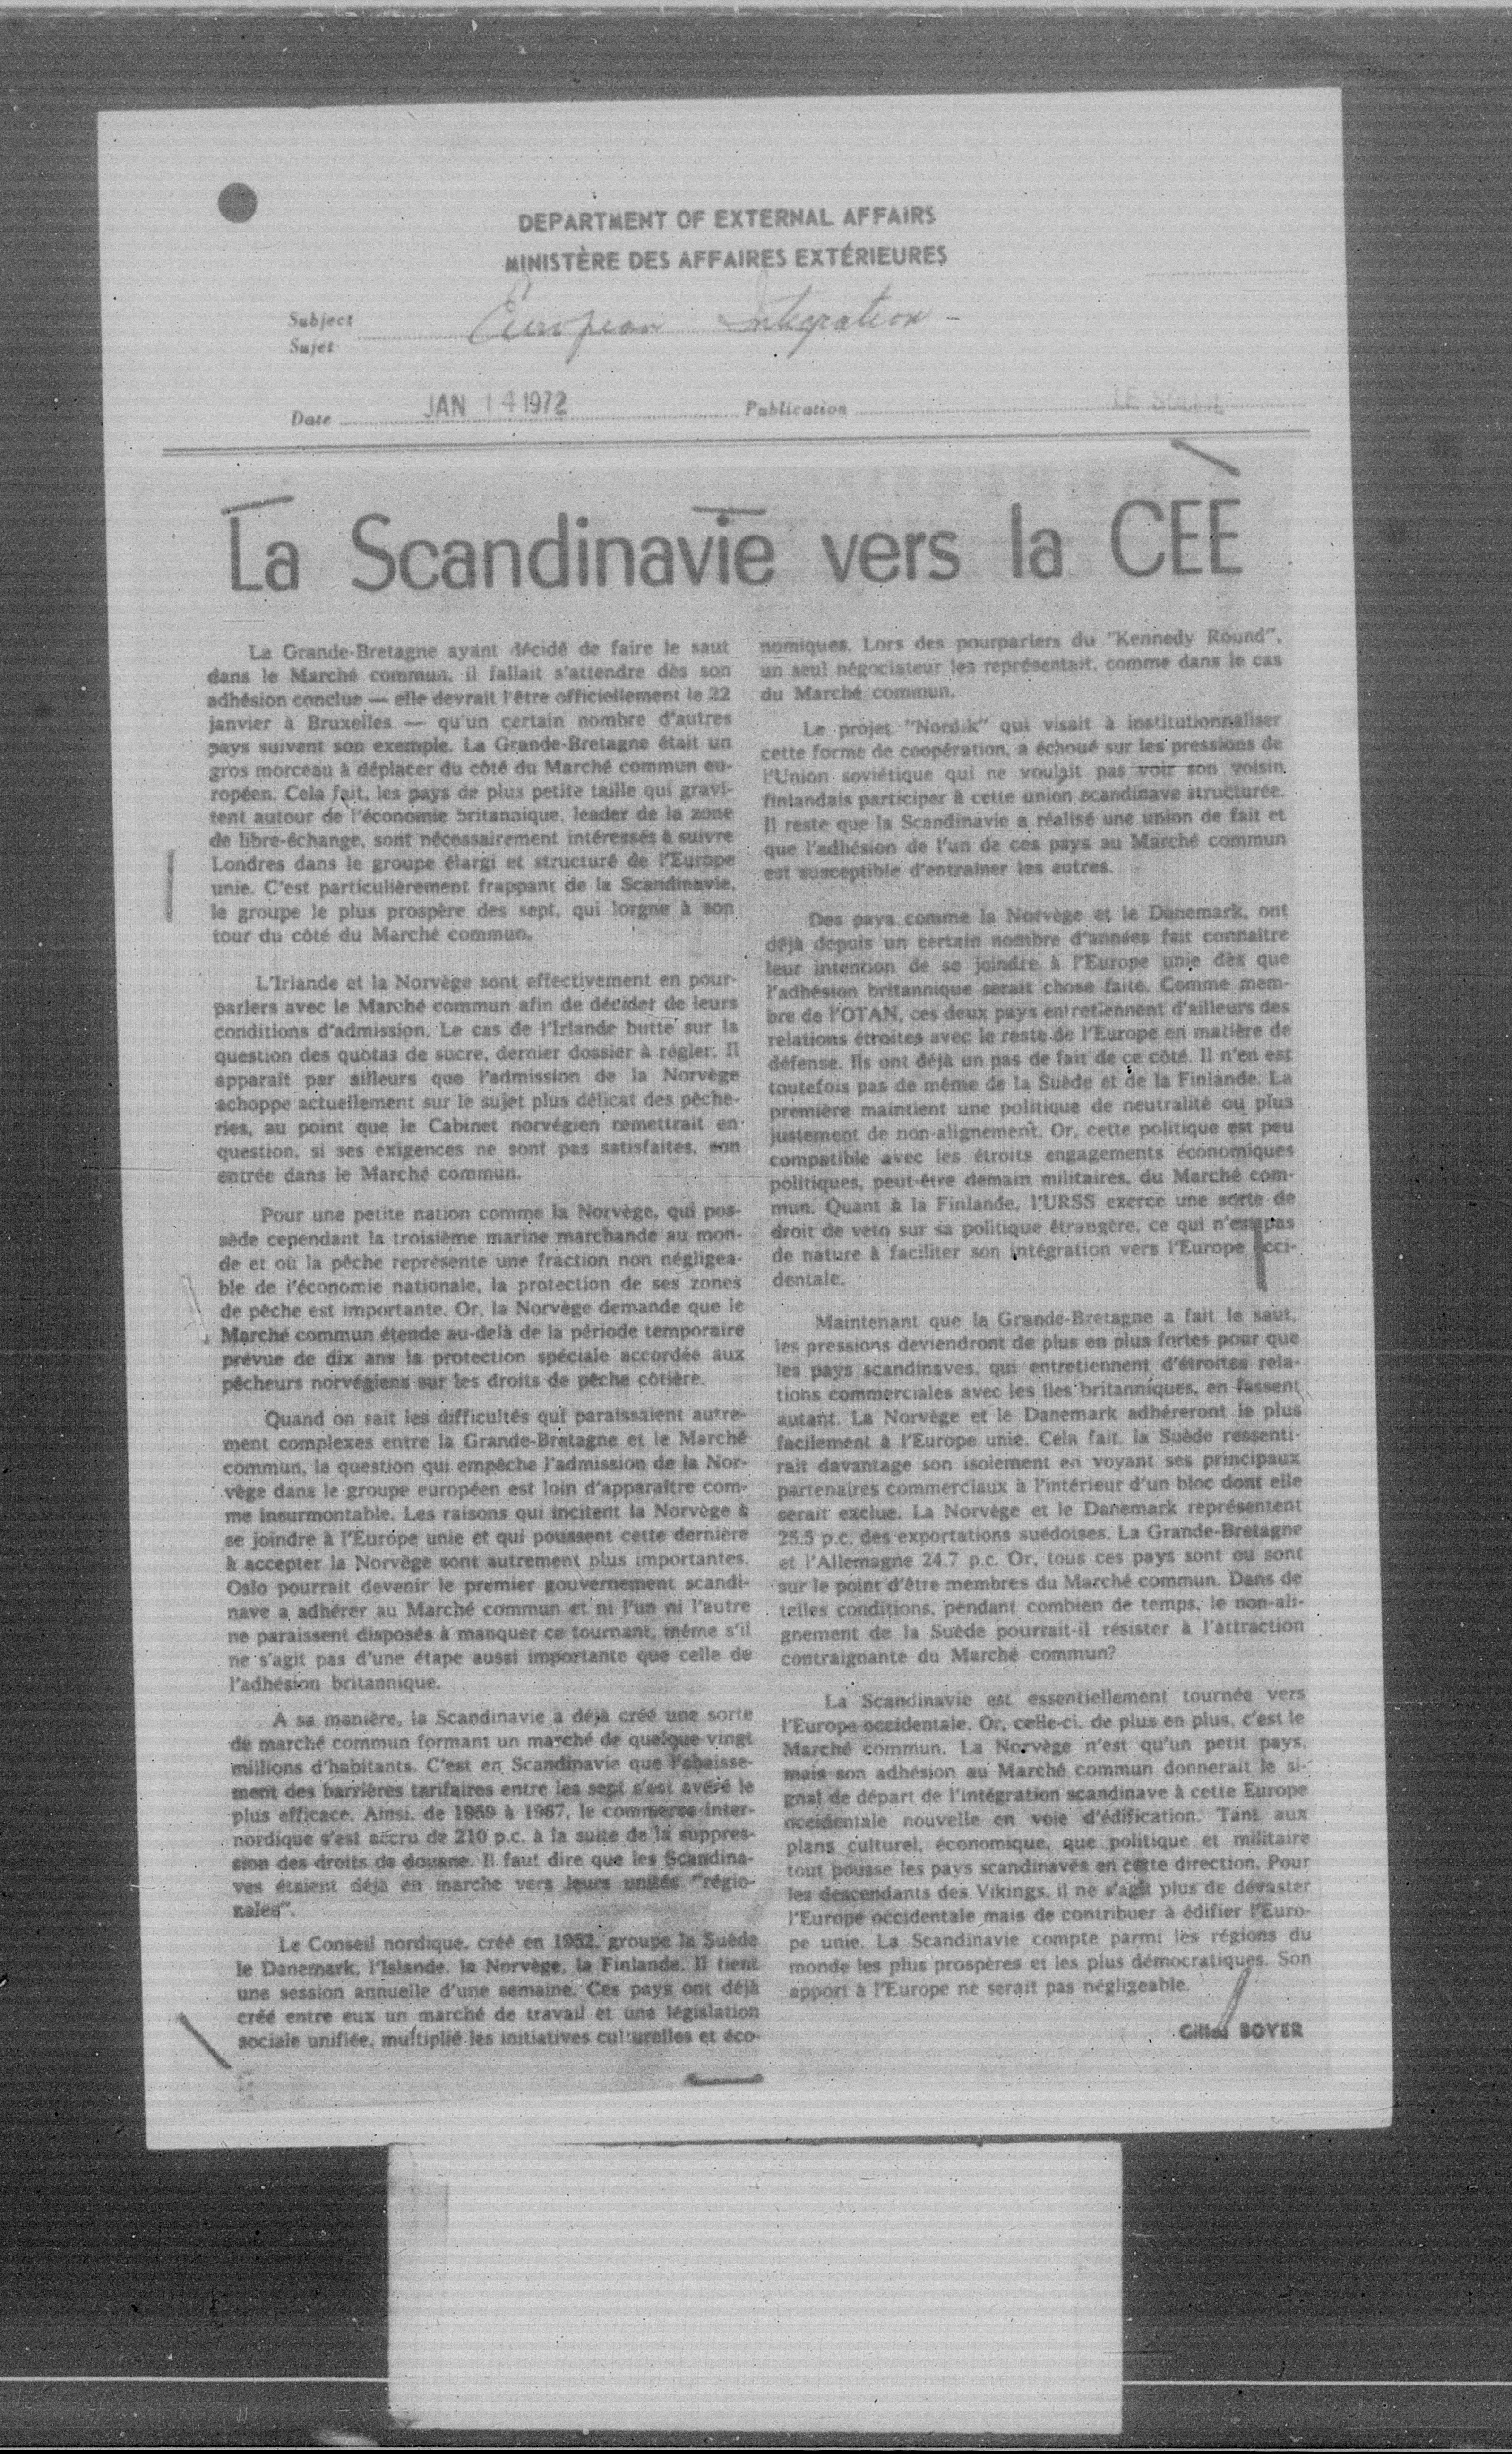 DEPARTMENT OF EXTERNAL AFFAIRS
MINISTÈRE DES AFFAIRES EXTÉRIEURES
Subject
Sujet
European Integration -
Date JAN 14 1972 Publication LE SOLEIL
La Scandinavie vers la CEE
La Grande-Bretagne ayant décidé de faire le saut
dans le Marché commun, il fallait s'attendre dès son
adhésion conclue — elle devrait l'être officiellement le 22
janvier à Bruxelles — qu'un certain nombre d'autres
pays suivent son exemple. La Grande-Bretagne était un
gros morceau à déplacer du côté du Marché commun eu-
ropéen. Cela fait, les pays de plus petite taille qui gravi-
tent autour de l'économie britannique, leader de la zone
de libre-échange, sont nécessairement intéressés à suivre
Londres dans le groupe élargi et structuré de l'Europe
unie. C'est particulièrement frappant de la Scandinavie,
le groupe le plus prospère des sept, qui lorgne à son
tour du côté du Marché commun.
L'Irlande et la Norvège sont effectivement en pour-
parlers avec le Marché commun afin de décider de leurs
conditions d'admission. Le cas de l'Irlande butte sur la
question des quotas de sucre, dernier dossier à régler. Il
apparaît par ailleurs que l'admission de la Norvège
achoppe actuellement sur le sujet plus délicat des pêche-
ries, au point que le Cabinet norvégien remettrait en
question, si ses exigences ne sont pas satisfaites, son
entrée dans le Marché commun.
Pour une petite nation comme la Norvège, qui pos-
sède cependant la troisième marine marchande au mon-
de et où la pêche représente une fraction non négligea-
ble de l'économie nationale, la protection de ses zones
de pêche est importante. Or, la Norvège demande que le
Marché commun étende au-delà de la période temporaire
prévue de dix ans la protection spéciale accordée aux
pêcheurs norvégiens sur les droits de pêche côtière.
Quand on sait les difficultés qui paraissaient autre-
ment complexes entre la Grande-Bretagne et le Marché
commun, la question qui empêche l'admission de la Nor-
vège dans le groupe européen est loin d'apparaître com-
me insurmontable. Les raisons qui incitent la Norvège à
se joindre à l'Europe unie et qui poussent cette dernière
à accepter la Norvège sont autrement plus importantes.
Oslo pourrait devenir le premier gouvernement scandi-
nave a adhérer au Marché commun et ni l'un ni l'autre
ne paraissent disposés à manquer ce tournant, même s'il
ne s'agit pas d'une étape aussi importante que celle de
l'adhésion britannique.
A sa manière, la Scandinavie a déjà créé une sorte
de marché commun formant un marché de quelque vingt
millions d'habitants. C'est en Scandinavie que l'abaisse-
ment des barrières tarifaires entre les sept s'est avéré le
plus efficace. Ainsi, de 1959 à 1967, le commerce inter-
nordique s'est accru de 210 p.c. à la suite de la suppres-
sion des droits de douane. Il faut dire que les Scandina-
ves étaient déjà en marche vers leurs unités "régio-
nales".
Le Conseil nordique, créé en 1952, groupe la Suède
le Danemark, l'Islande, la Norvège, la Finlande. Il tient
une session annuelle d'une semaine. Ces pays ont déjà
créé entre eux un marché de travail et une législation
sociale unifiée, multiplié les initiatives culturelles et éco-
nomiques. Lors des pourparlers du "Kennedy Round",
un seul négociateur les représentait, comme dans le cas
du Marché commun.
Le projet "Nordik" qui visait à institutionnaliser
cette forme de coopération, a échoué sur les pressions de
l'Union soviétique qui ne voulait pas voir son voisin
finlandais participer à cette union scandinave structurée.
Il reste que la Scandinavie a réalisé une union de fait et
que l'adhésion de l'un de ces pays au Marché commun
est susceptible d'entraîner les autres.
Des pays comme la Norvège et le Danemark, ont
déjà depuis un certain nombre d'années fait connaître
leur intention de se joindre à l'Europe unie dès que
l'adhésion britannique serait chose faite. Comme mem-
bre de l'OTAN, ces deux pays entretiennent d'ailleurs des
relations étroites avec le reste de l'Europe en matière de
défense. Ils ont déjà un pas de fait de ce côté. Il n'en est
toutefois pas de même de la Suède et de la Finlande. La
première maintient une politique de neutralité ou plus
justement de non-alignement. Or, cette politique est peu
compatible avec les étroits engagements économiques
politiques, peut-être demain militaires, du Marché com-
mun. Quant à la Finlande, l'URSS exerce une sorte de
droit de veto sur sa politique étrangère, ce qui n'est pas
de nature à faciliter son intégration vers l'Europe occi-
dentale.
Maintenant que la Grande-Bretagne a fait le saut,
les pressions deviendront de plus en plus fortes pour que
les pays scandinaves, qui entretiennent d'étroites rela-
tions commerciales avec les îles britanniques, en fassent
autant. La Norvège et le Danemark adhéreront le plus
facilement à l'Europe unie. Cela fait, la Suède ressenti-
rait davantage son isolement en voyant ses principaux
partenaires commerciaux à l'intérieur d'un bloc dont elle
serait exclue. La Norvège et le Danemark représentent
25.5 p.c. des exportations suédoises. La Grande-Bretagne
et l'Allemagne 24.7 p.c. Or, tous ces pays sont ou sont
sur le point d'être membres du Marché commun. Dans de
telles conditions, pendant combien de temps, le non-ali-
gnement de la Suède pourrait-il résister à l'attraction
contraignante du Marché commun?
La Scandinavie est essentiellement tournée vers
l'Europe occidentale. Or, celle-ci, de plus en plus, c'est le
Marché commun. La Norvège n'est qu'un petit pays,
mais son adhésion au Marché commun donnerait le si-
gnal de départ de l'intégration scandinave à cette Europe
occidentale nouvelle en voie d'édification. Tant aux
plans culturel, économique, que politique et militaire
tout pousse les pays scandinaves en cette direction. Pour
les descendants des Vikings, il ne s'agit plus de dévaster
l'Europe occidentale mais de contribuer à édifier l'Euro-
pe unie. La Scandinavie compte parmi les régions du
monde les plus prospères et les plus démocratiques. Son
apport à l'Europe ne serait pas négligeable.
Gilles BOYER